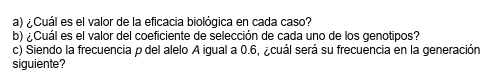 a) ¿Cuál es el valor de la eficacia biológica en cada caso?
b) ¿Cuál es el valor del coeficiente de selección de cada uno de los genotipos?
c) Siendo la frecuencia p del alelo A igual a 0.6, ¿cuál será su frecuencia en la generación
siguiente?